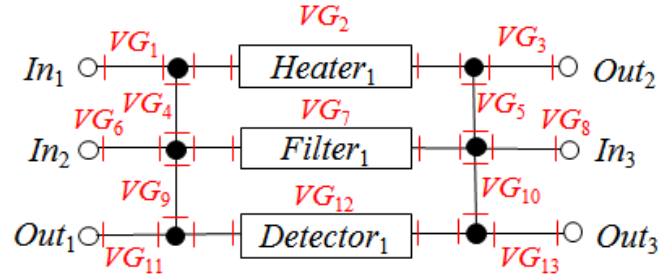 VG₂
VG₁ VG₃
In₁ Heater₁ Out₂
VG₄ VG₅
VG₆ VG₇ VG₈
In₂ Filter₁ In₃
VG₉ VG₁₀
VG₁₂
Out₁ Detector₁ Out₃
VG₁₁ VG₁₃